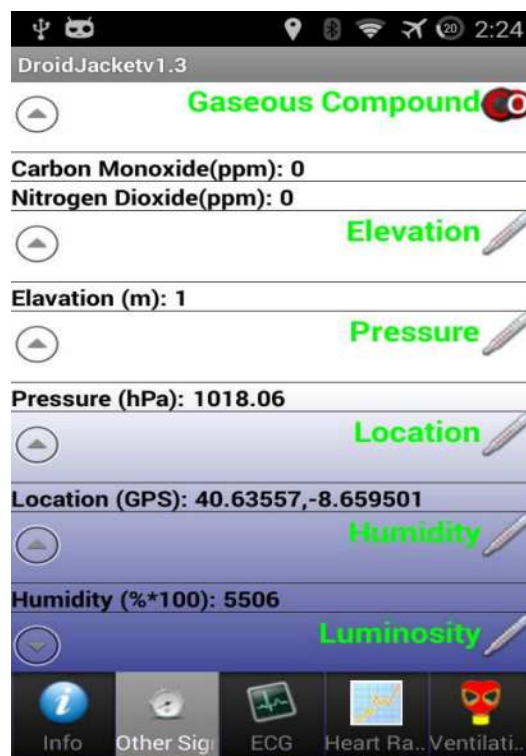 20 2:24
DroidJacketv1.3
Gaseous Compound CO
Carbon Monoxide(ppm): 0
Nitrogen Dioxide(ppm): 0
Elevation
Elavation (m): 1
Pressure
Pressure (hPa): 1018.06
Location
Location (GPS): 40.63557,-8.659501
Humidity
Humidity (%*100): 5506
Luminosity
Info Other Sig ECG Heart Ra.. Ventilati..